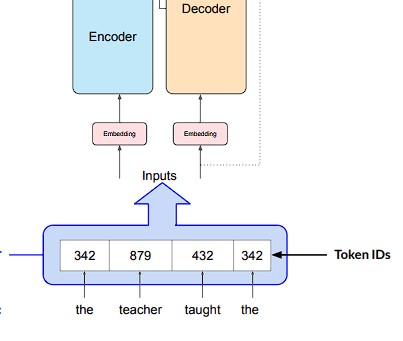 Encoder
Decoder
Embedding
Embedding
Inputs
342 879 432 342
Token IDs
the teacher taught the